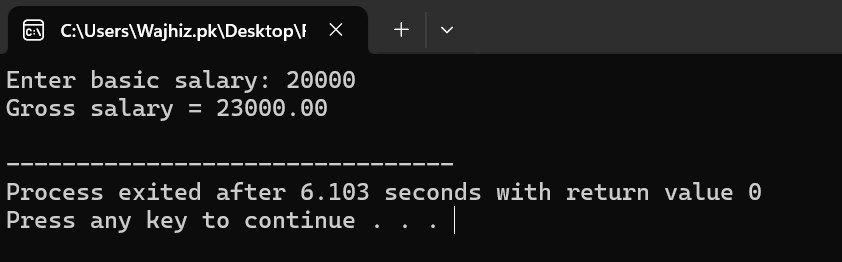 C:\Users\Wajhiz.pk\Desktop\F
Enter basic salary: 20000
Gross salary = 23000.00
--------------------------------
Process exited after 6.103 seconds with return value 0
Press any key to continue . . .